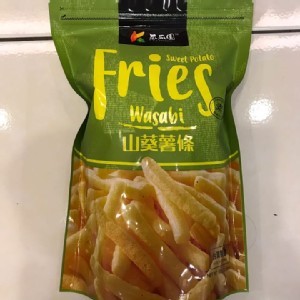 Sweet Potato
Fries
Wasabi
山葵薯條